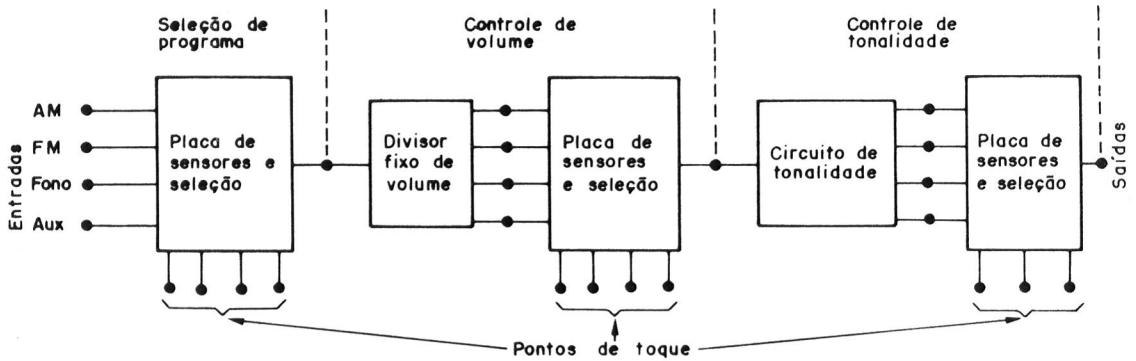 Seleção de
programa
Controle de
volume
Controle de
tonalidade
Entradas
AM
FM
Fono
Aux
Placa de
sensores e
seleção
Divisor
fixo de
volume
Placa de
sensores
e seleção
Circuito de
tonalidade
Placa de
sensores
e seleção
Saídas
Pontos de toque